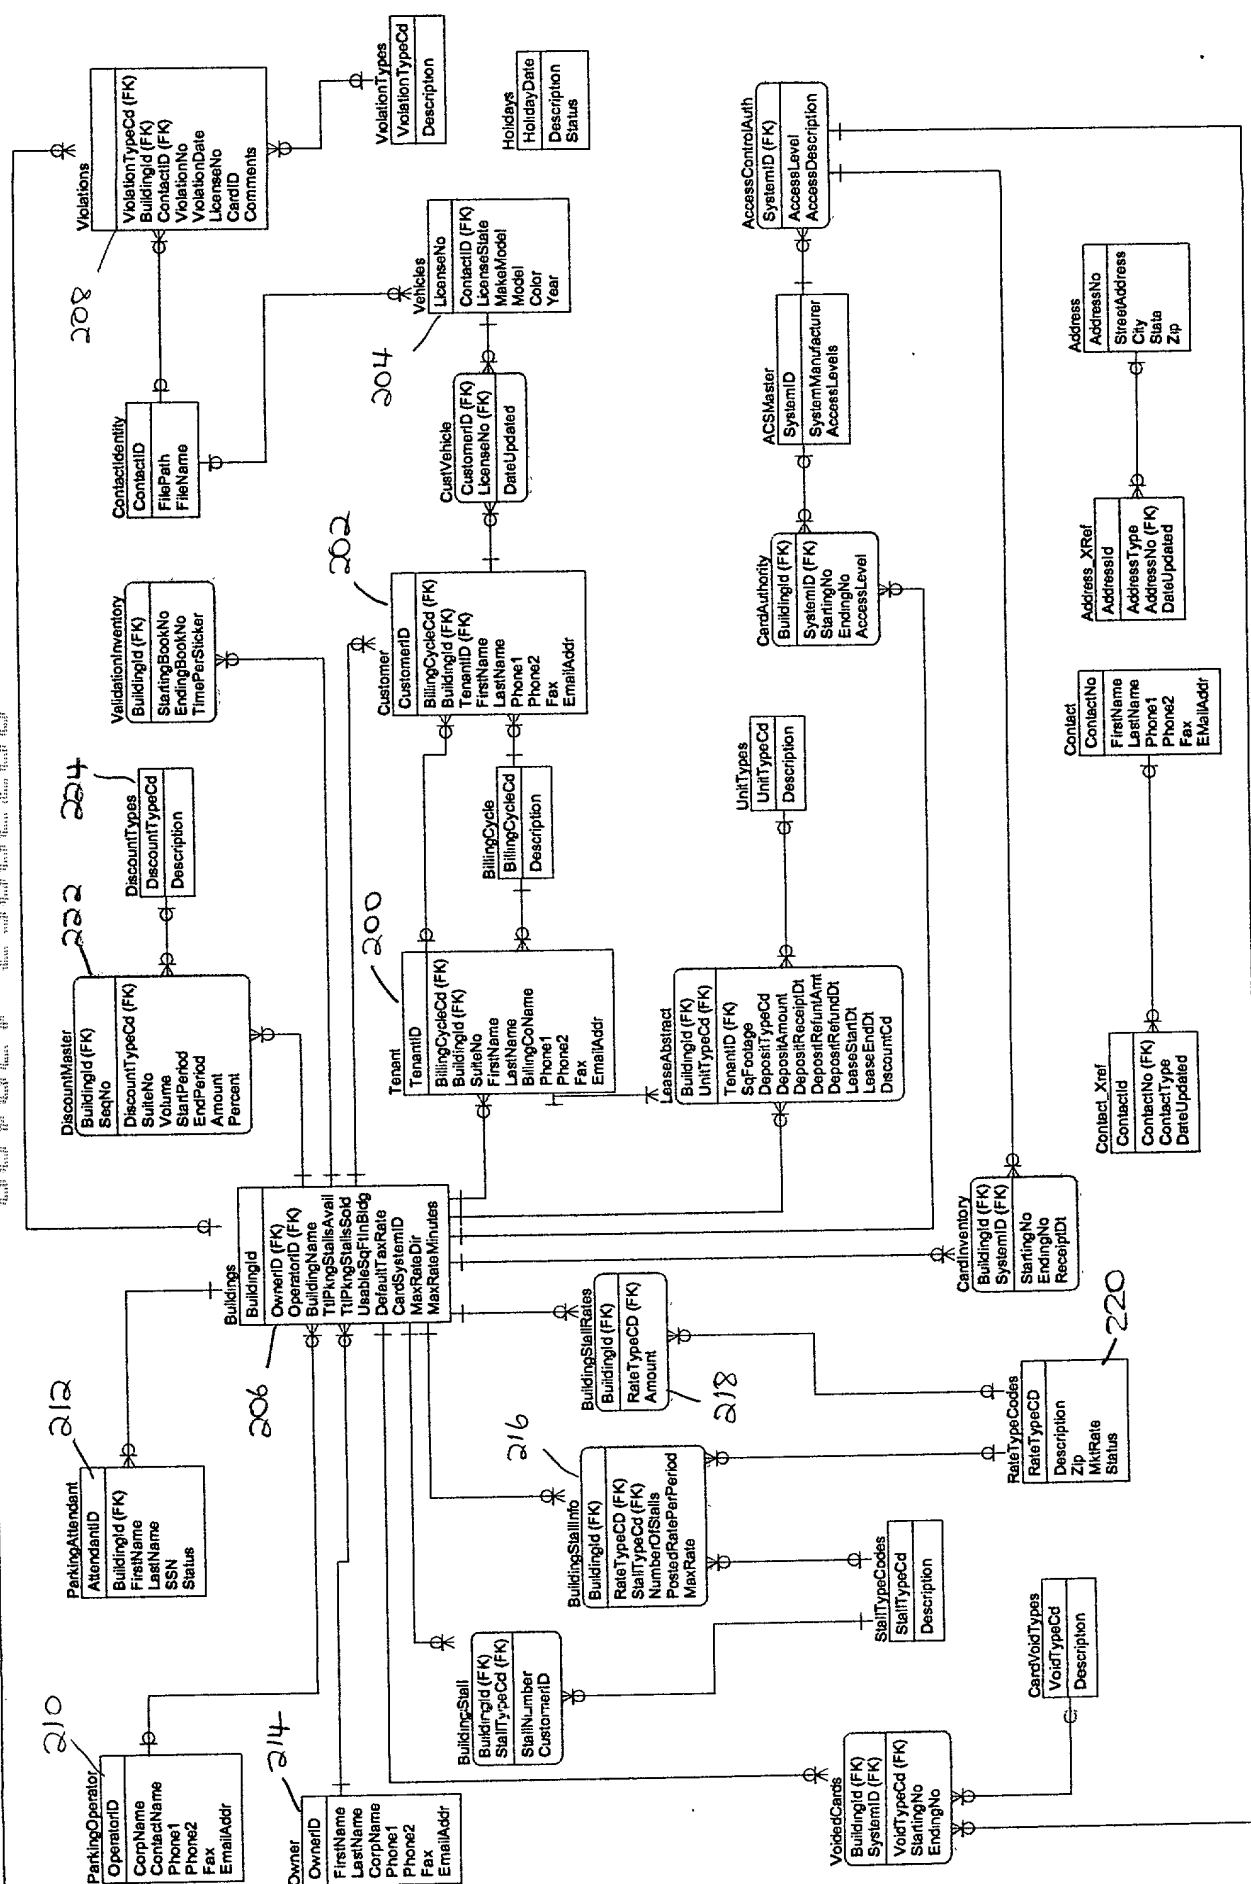 Violations
ViolationTypeCd (FK)
BuildingId (FK)
ContactID (FK)
ViolationNo
ViolationDate
LicenseNo
CardID
Comments
208
ViolationTypes
ViolationTypeCd
Description
Holidays
HolidayDate
Description
Status
ContactIdentity
ContactID
FilePath
FileName
Vehicles
LicenseNo
ContactID (FK)
LicenseState
MakeModel
Model
Color
Year
204
CustVehicle
CustomerID (FK)
LicenseNo (FK)
DateUpdated
AccessControlAuth
SystemID (FK)
AccessLevel
AccessDescription
ACSMaster
SystemID
SystemManufacturer
AccessLevels
CardAuthority
BuildingId (FK)
SystemID (FK)
StartingNo
EndingNo
AccessLevel
Address
AddressNo
StreetAddress
City
Stata
Zip
Address_XRef
AddressId
AddressType
AddressNo (FK)
DateUpdated
ValidationInventory
BuildingId (FK)
StartingBookNo
EndingBookNo
TimePerSticker
Customer
CustomerID
BillingCycleCd (FK)
BuildingId (FK)
TenantID (FK)
FirstName
LastName
Phone1
Phone2
Fax
EmailAddr
202
DiscountTypes
DiscountTypeCd
Description
224
DiscountMaster
BuildingId (FK)
SeqNo
DiscountTypeCd (FK)
SuiteNo
Volume
StartPeriod
EndPeriod
Amount
Percent
222
BillingCycle
BillingCycleCd
Description
UnitTypes
UnitTypeCd
Description
Contact
ContactNo
FirstName
LastName
Phone1
Phone2
Fax
EMailAddr
Tenant
TenantID
BillingCycleCd (FK)
BuildingId (FK)
SuiteNo
FirstName
LastName
BillingCoName
Phone1
Phone2
Fax
EmailAddr
200
LeaseAbstract
BuildingId (FK)
UnitTypeCd (FK)
TenantID (FK)
SqFootage
DepositTypeCd
DepositAmount
DepositReceiptDt
DepositRefuntAmt
DepositRefundDt
LeaseStartDt
LeaseEndDt
DiscountCd
Contact_Xref
ContactId
ContactNo (FK)
ContactType
DateUpdated
Buildings
BuildingId
OwnerID (FK)
OperatorID (FK)
BuildingName
TtlPkngStallsAvail
TtlPkngStallsSold
UsableSqFtInBldg
DefaultTaxRate
CardSystemID
MaxRateDir
MaxRateMinutes
206
CardInventory
BuildingId (FK)
SystemID (FK)
StartingNo
EndingNo
ReceiptDt
BuildingStallRates
BuildingId (FK)
RateTypeCD (FK)
Amount
218
RateTypeCodes
RateTypeCD
Description
Zip
MktRate
Status
220
ParkingAttendant
AttendantID
BuildingId (FK)
FirstName
LastName
SSN
Status
212
BuildingStallInfo
BuildingId (FK)
RateTypeCD (FK)
StallTypeCd (FK)
NumberOfStalls
PostedRatePerPeriod
MaxRate
216
StallTypeCodes
StallTypeCd
Description
BuildingStall
BuildingId (FK)
StallTypeCd (FK)
StallNumber
CustomerID
CardVoidTypes
VoidTypeCd
Description
ParkingOperator
OperatorID
CorpName
ContactName
Phone1
Phone2
Fax
EmailAddr
210
Owner
OwnerID
FirstName
LastName
CorpName
Phone1
Phone2
Fax
EmailAddr
214
VoidedCards
BuildingId (FK)
SystemID (FK)
VoidTypeCd (FK)
StartingNo
EndingNo